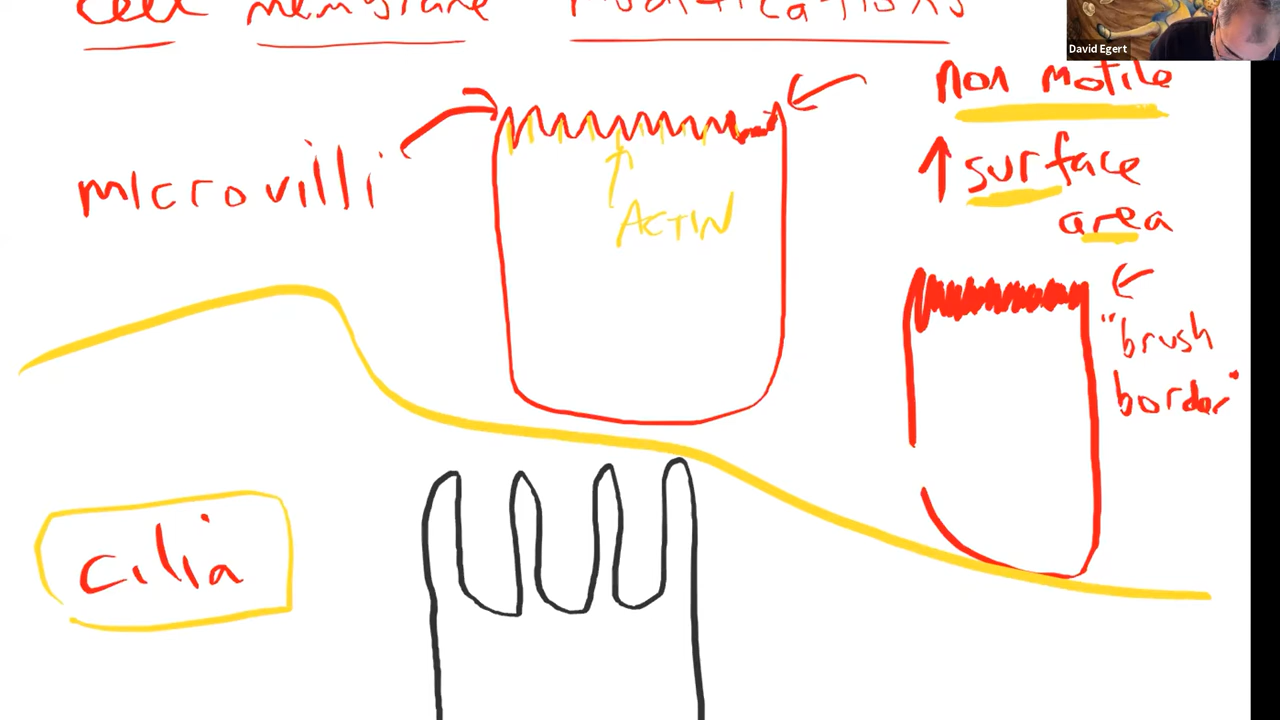 cell membrane modifications
David Egert
non motile
↑ surface
area
microvilli
ACTIN
"brush
border"
cilia